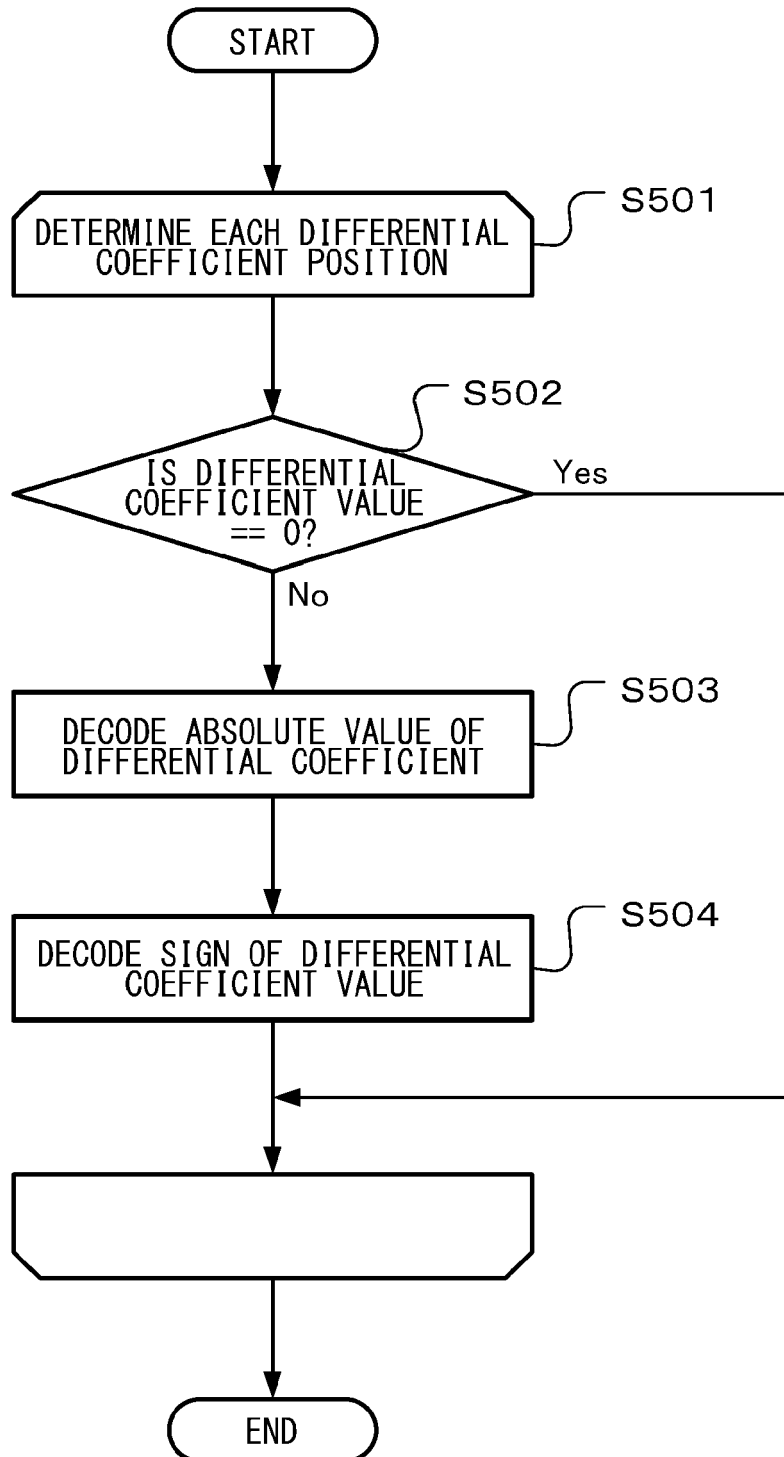 START
S501
DETERMINE EACH DIFFERENTIAL
COEFFICIENT POSITION
S502
IS DIFFERENTIAL
COEFFICIENT VALUE
== 0?
Yes
No
S503
DECODE ABSOLUTE VALUE OF
DIFFERENTIAL COEFFICIENT
S504
DECODE SIGN OF DIFFERENTIAL
COEFFICIENT VALUE
END